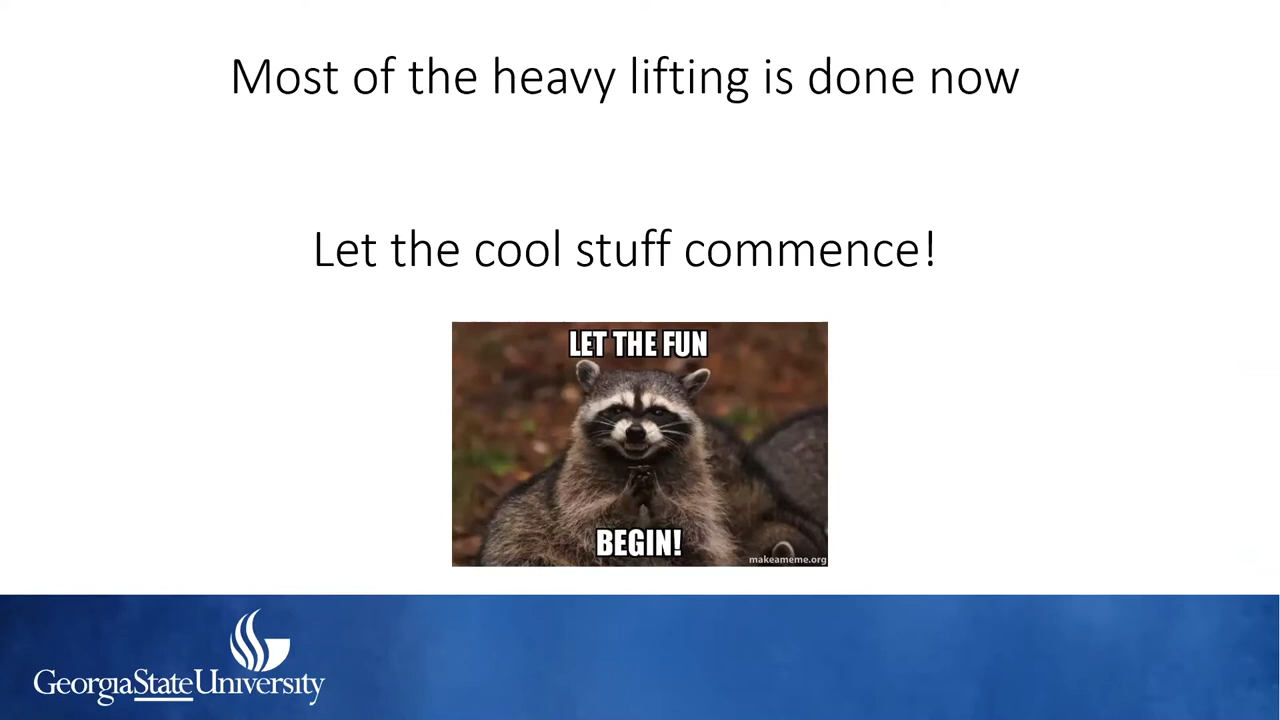 Most of the heavy lifting is done now
Let the cool stuff commence!
LET THE FUN
BEGIN!
makeameme.org
GeorgiaStateUniversity